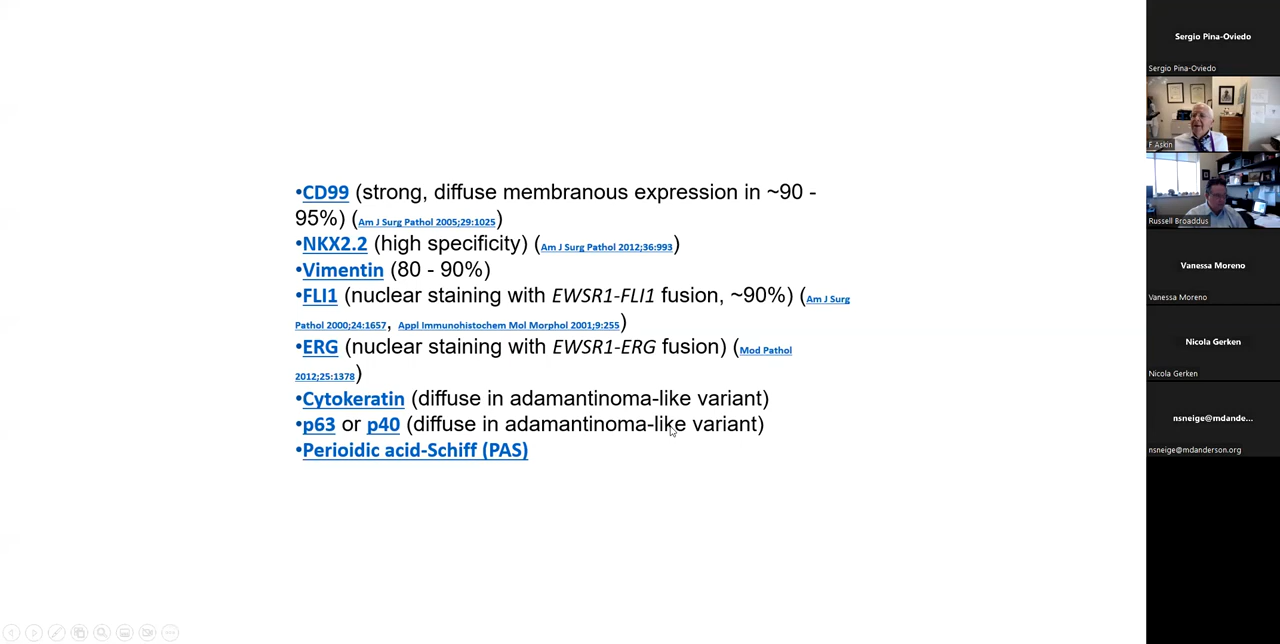 •CD99 (strong, diffuse membranous expression in ~90 -
95%) (Am J Surg Pathol 2005;29:1025)
•NKX2.2 (high specificity) (Am J Surg Pathol 2012;36:993)
•Vimentin (80 - 90%)
•FLI1 (nuclear staining with EWSR1-FLI1 fusion, ~90%) (Am J Surg
Pathol 2000;24:1657, Appl Immunohistochem Mol Morphol 2001;9:255)
•ERG (nuclear staining with EWSR1-ERG fusion) (Mod Pathol
2012;25:1378)
•Cytokeratin (diffuse in adamantinoma-like variant)
•p63 or p40 (diffuse in adamantinoma-like variant)
•Perioidic acid-Schiff (PAS)
Sergio Pina-Oviedo
Sergio Pina-Oviedo
F Askin
Russell Broaddus
Vanessa Moreno
Vanessa Moreno
Nicola Gerken
Nicola Gerken
nsneige@mdande...
nsneige@mdanderson.org